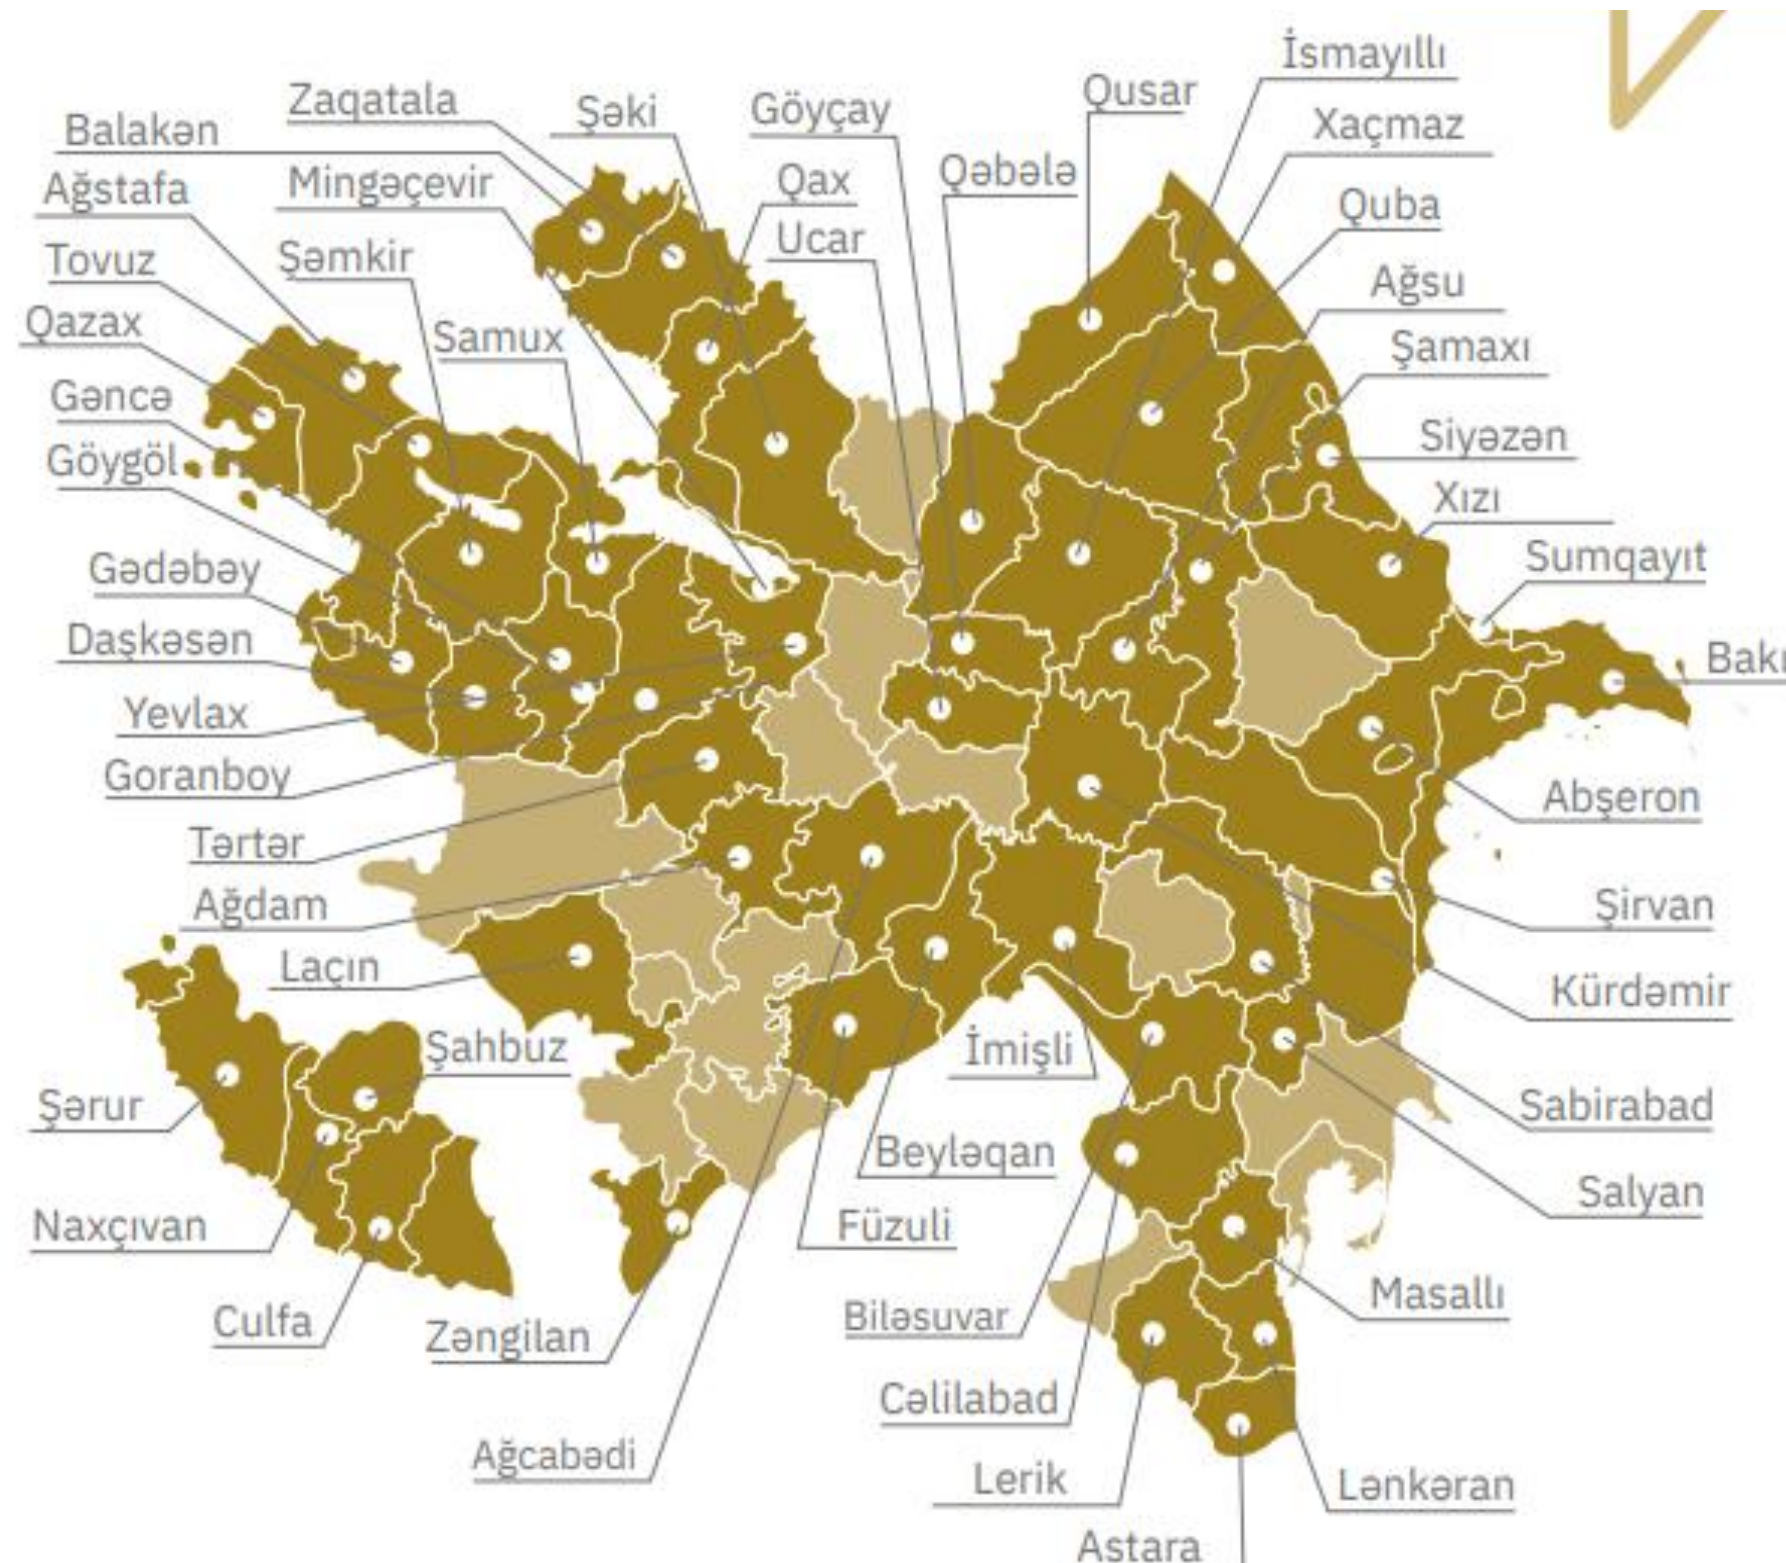 İsmayıllı
Zaqatala
Şəki
Göyçay
Qusar
Balakən
Xaçmaz
Ağstafa
Mingəçevir
Qax
Qəbələ
Quba
Tovuz
Şəmkir
Ucar
Ağsu
Qazax
Samux
Şamaxı
Gəncə
Siyəzən
Göygöl
Xızı
Gədəbəy
Sumqayıt
Daşkəsən
Bakı
Yevlax
Goranboy
Abşeron
Tərtər
Ağdam
Şirvan
Laçın
Kürdəmir
Şahbuz
İmişli
Şərur
Sabirabad
Beyləqan
Salyan
Naxçıvan
Füzuli
Masallı
Culfa
Zəngilan
Biləsuvar
Cəlilabad
Ağcabədi
Lerik
Lənkəran
Astara